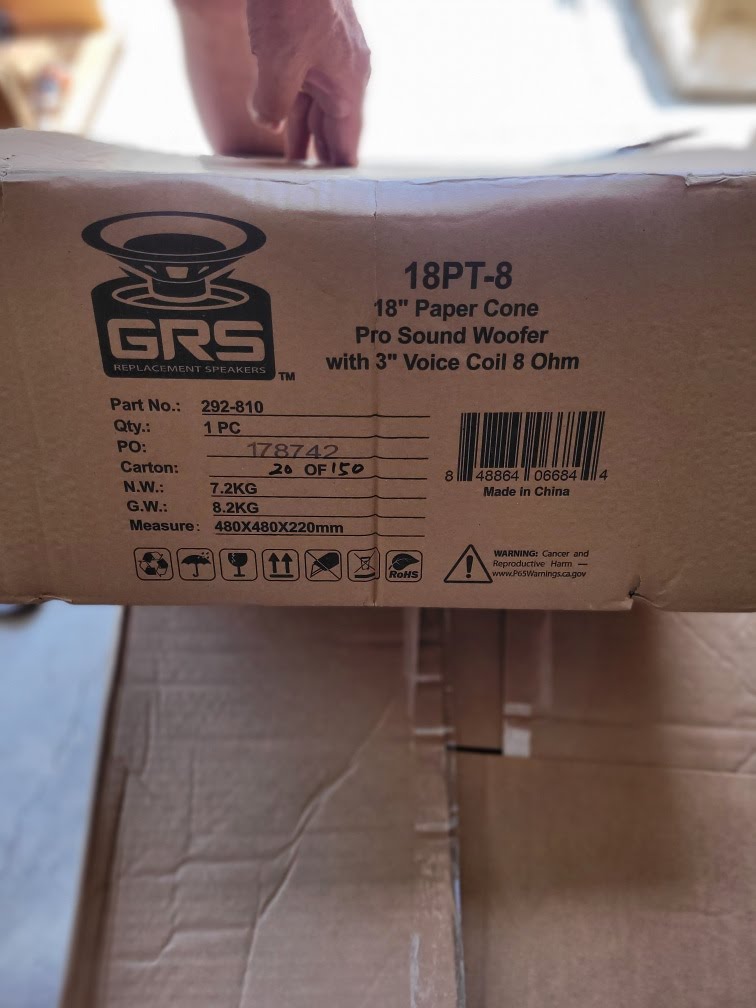 GRS
REPLACEMENT SPEAKERS
TM
18PT-8
18" Paper Cone
Pro Sound Woofer
with 3" Voice Coil 8 Ohm
Part No.: 292-810
Qty.: 1 PC
PO: 178742
Carton: 20 OF 150
N.W.: 7.2KG
G.W.: 8.2KG
Measure: 480X480X220mm
8 48864 06684 4
Made in China
RoHS
WARNING: Cancer and
Reproductive Harm —
www.P65Warnings.ca.gov